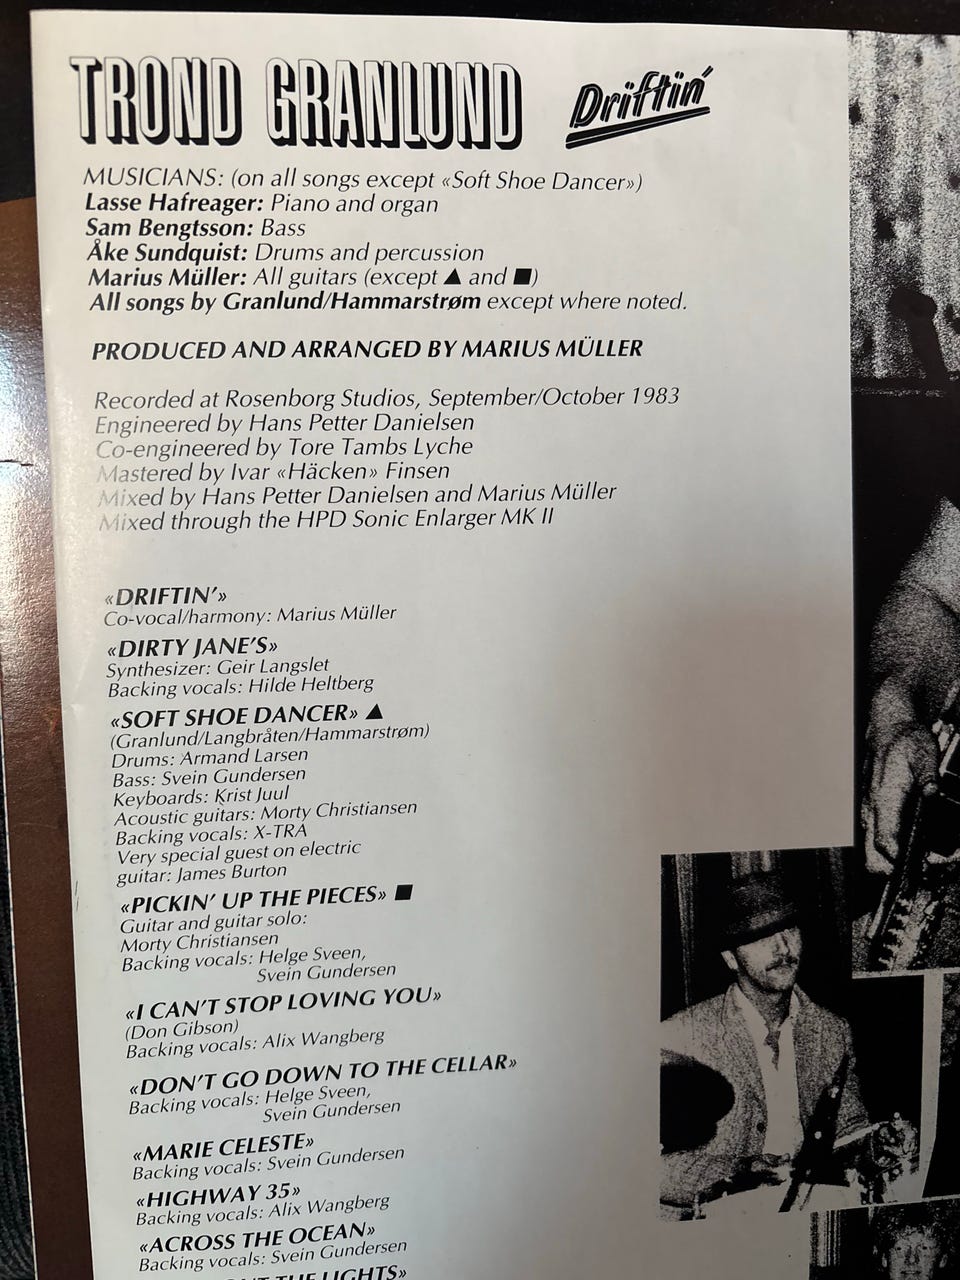 TROND GRANLUND Driftin'
MUSICIANS: (on all songs except «Soft Shoe Dancer»)
Lasse Hafreager: Piano and organ
Sam Bengtsson: Bass
Åke Sundquist: Drums and percussion
Marius Müller: All guitars (except ▲ and ■)
All songs by Granlund/Hammarstrøm except where noted.
PRODUCED AND ARRANGED BY MARIUS MÜLLER
Recorded at Rosenborg Studios, September/October 1983
Engineered by Hans Petter Danielsen
Co-engineered by Tore Tambs Lyche
Mastered by Ivar «Häcken» Finsen
Mixed by Hans Petter Danielsen and Marius Müller
Mixed through the HPD Sonic Enlarger MK II
«DRIFTIN'»
Co-vocal/harmony: Marius Müller
«DIRTY JANE'S»
Synthesizer: Geir Langslet
Backing vocals: Hilde Heltberg
«SOFT SHOE DANCER» ▲
(Granlund/Langbråten/Hammarstrøm)
Drums: Armand Larsen
Bass: Svein Gundersen
Keyboards: Krist Juul
Acoustic guitars: Morty Christiansen
Backing vocals: X-TRA
Very special guest on electric
guitar: James Burton
«PICKIN' UP THE PIECES» ■
Guitar and guitar solo:
Morty Christiansen
Backing vocals: Helge Sveen,
Svein Gundersen
«I CAN'T STOP LOVING YOU»
(Don Gibson)
Backing vocals: Alix Wangberg
«DON'T GO DOWN TO THE CELLAR»
Backing vocals: Helge Sveen,
Svein Gundersen
«MARIE CELESTE»
Backing vocals: Svein Gundersen
«HIGHWAY 35»
Backing vocals: Alix Wangberg
«ACROSS THE OCEAN»
Backing vocals: Svein Gundersen
THE LIGHTS»